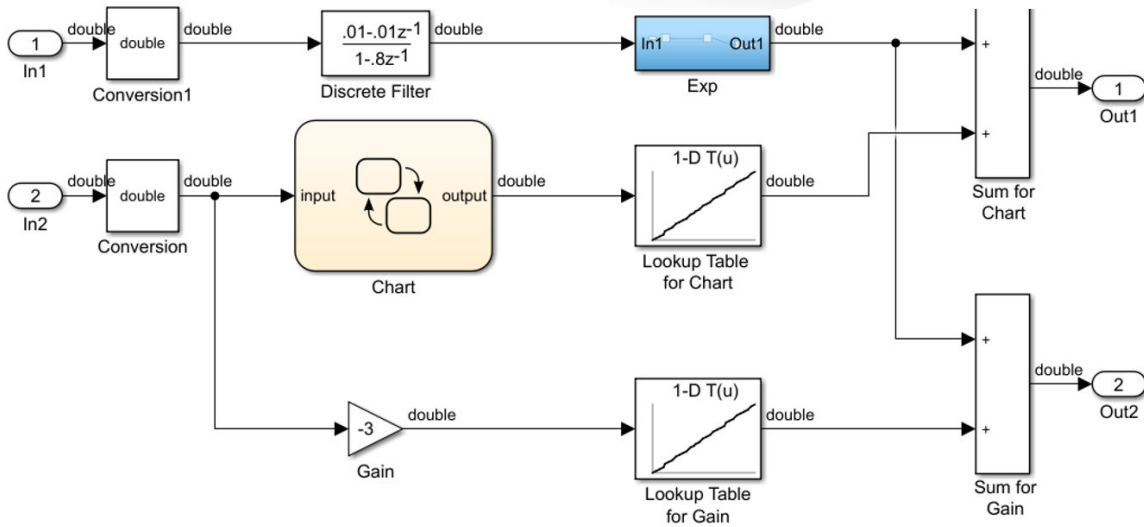 double
1
In1
double
Conversion1
double
.01-.01z-1
1-.8z-1
Discrete Filter
double
In1
Out1
Exp
double
+
+
Sum for
Chart
double
1
Out1
double
2
In2
double
Conversion
double
input
output
Chart
double
1-D T(u)
Lookup Table
for Chart
double
-3
Gain
double
1-D T(u)
Lookup Table
for Gain
double
+
+
Sum for
Gain
double
2
Out2